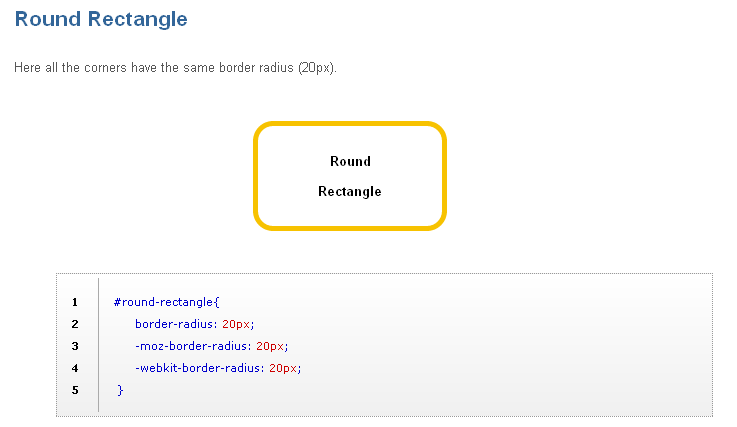 Round Rectangle
Here all the corners have the same border radius (20px).
Round
Rectangle
1 #round-rectangle{
2 border-radius: 20px;
3 -moz-border-radius: 20px;
4 -webkit-border-radius: 20px;
5 }